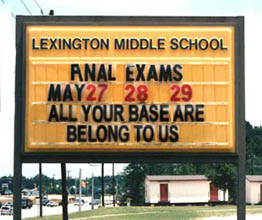 LEXINGTON MIDDLE SCHOOL
FINAL EXAMS
MAY 27 28 29
ALL YOUR BASE ARE
BELONG TO US